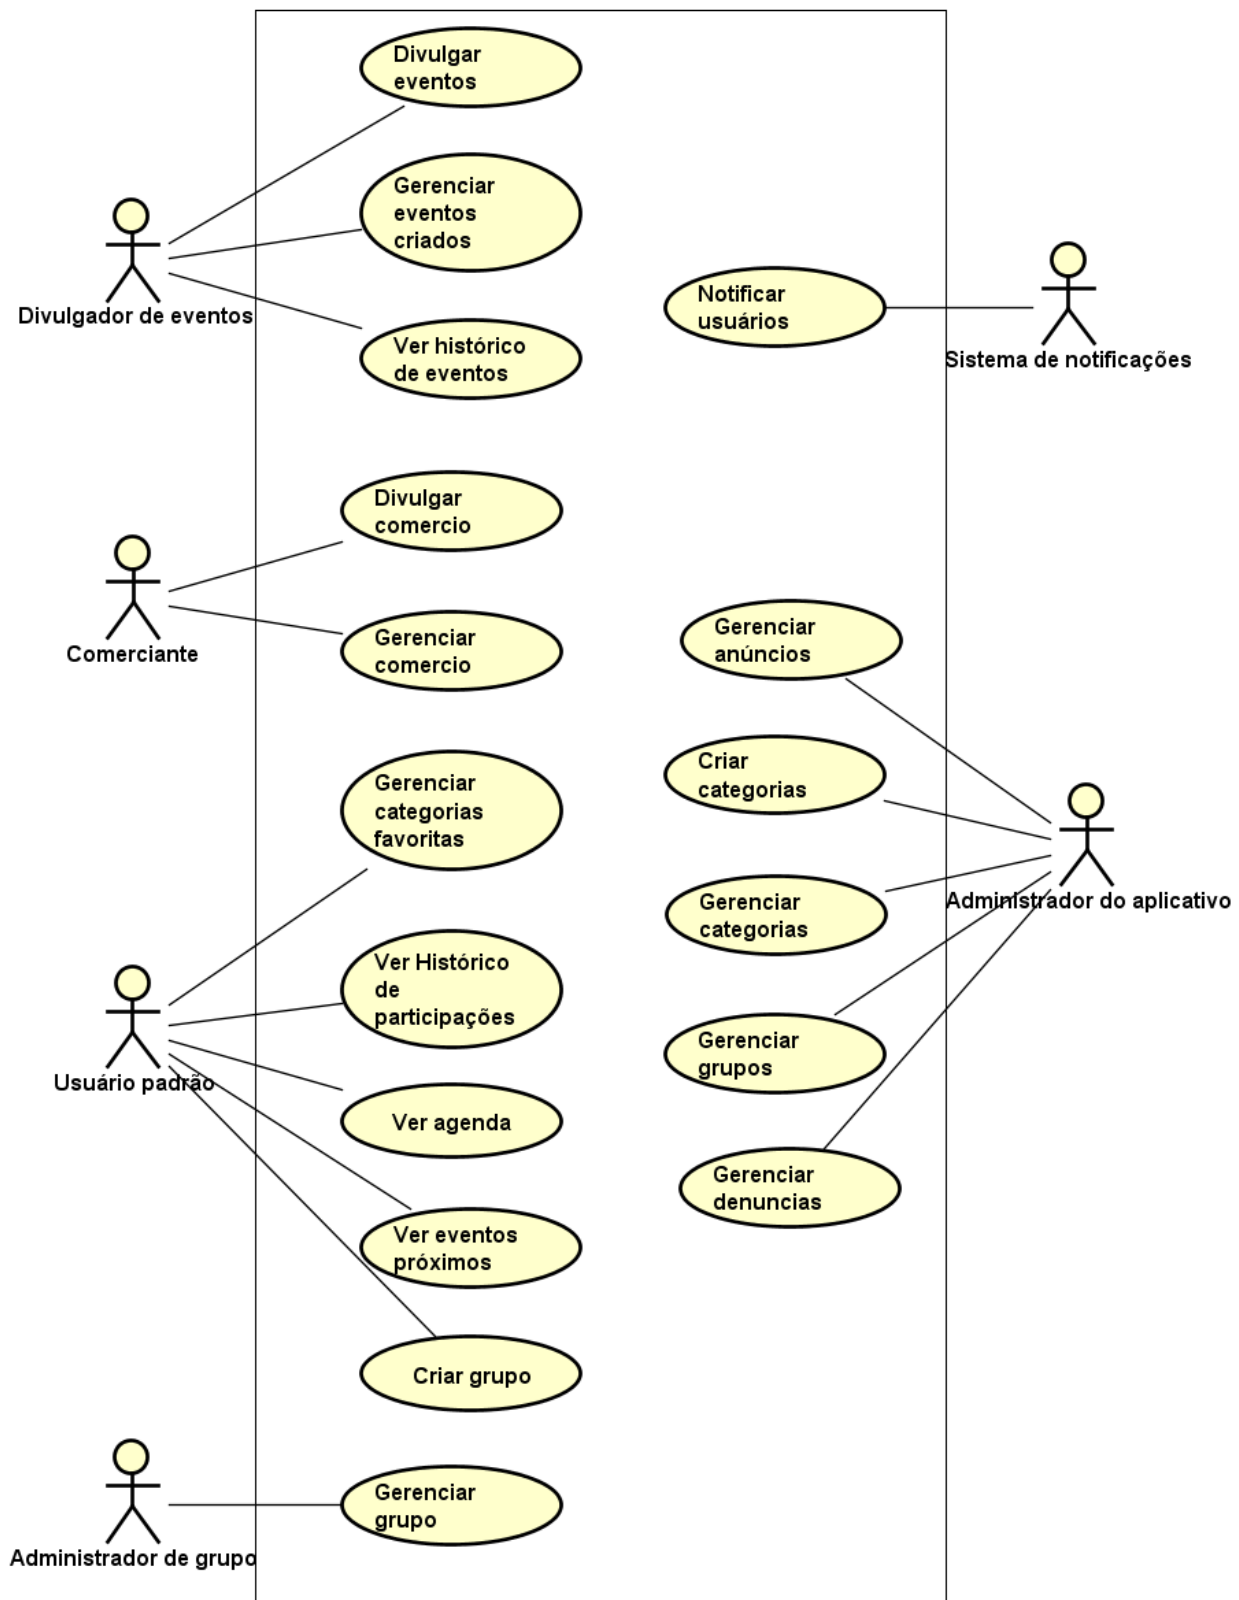 Divulgar
eventos
Gerenciar
eventos
criados
Divulgador de eventos
Ver histórico
de eventos
Notificar
usuários
Sistema de notificações
Divulgar
comercio
Comerciante
Gerenciar
comercio
Gerenciar
anúncios
Criar
categorias
Gerenciar
categorias
favoritas
Gerenciar
categorias
Administrador do aplicativo
Ver Histórico
de
participações
Usuário padrão
Gerenciar
grupos
Ver agenda
Gerenciar
denuncias
Ver eventos
próximos
Criar grupo
Gerenciar
grupo
Administrador de grupo